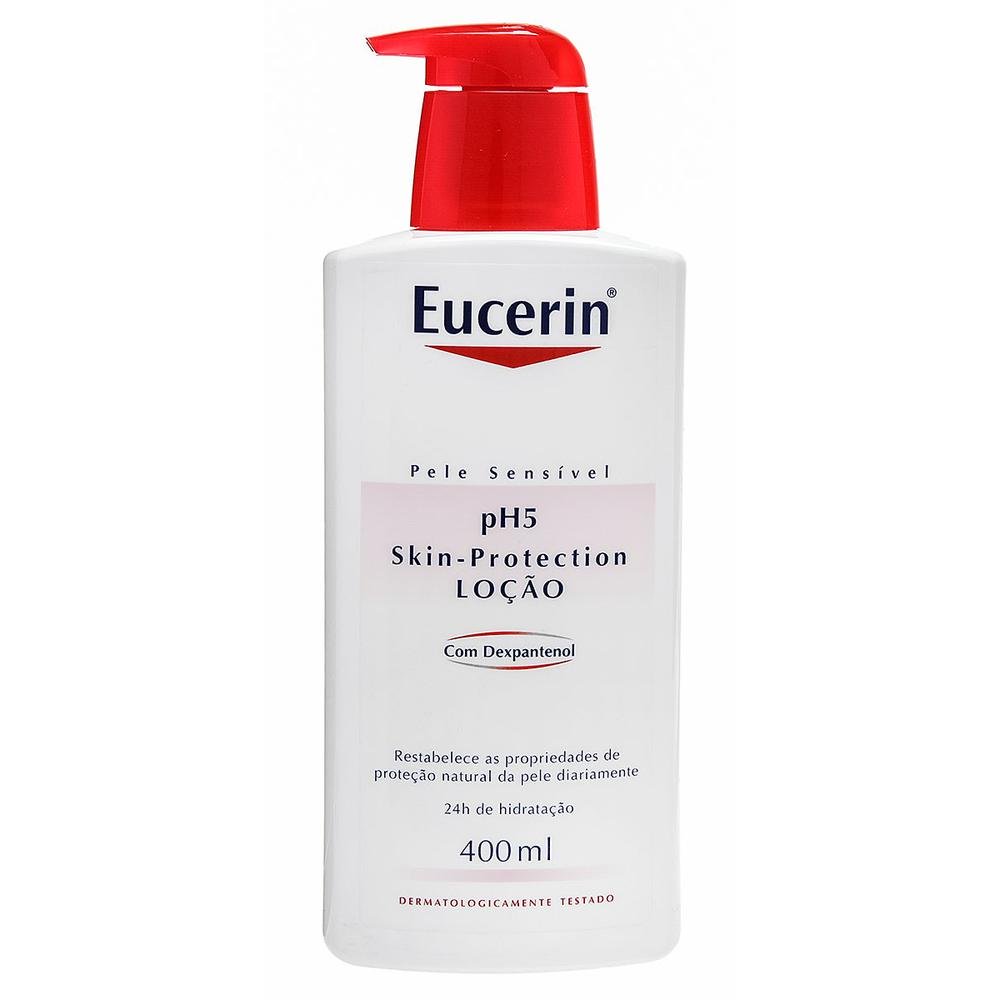 Eucerin®
Pele Sensível
pH5
Skin-Protection
LOÇÃO
Com Dexpantenol
Restabelece as propriedades de
proteção natural da pele diariamente
24h de hidratação
400 ml
DERMATOLOGICAMENTE TESTADO